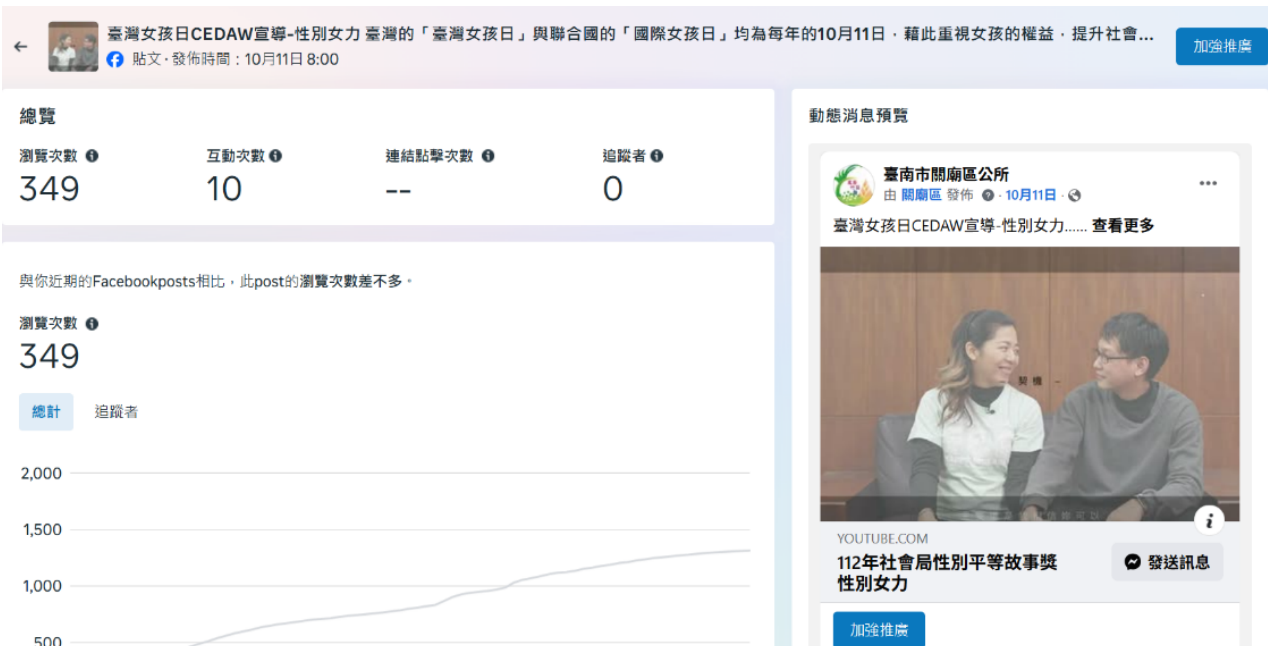 臺灣女孩日CEDAW宣導-性別女力 臺灣的「臺灣女孩日」與聯合國的「國際女孩日」均為每年的10月11日，藉此重視女孩的權益，提升社會...
貼文·發佈時間：10月11日 8:00
加強推廣
總覽
瀏覽次數
互動次數
連結點擊次數
追蹤者
349
10
--
0
與你近期的Facebookposts相比，此post的瀏覽次數差不多。
瀏覽次數
349
總計
追蹤者
2,000
1,500
1,000
500
動態消息預覽
臺南市關廟區公所
由 關廟區 發佈 · 10月11日 ·
臺灣女孩日CEDAW宣導-性別女力...... 查看更多
契機 -
YOUTUBE.COM
112年社會局性別平等故事獎
性別女力
發送訊息
加強推廣